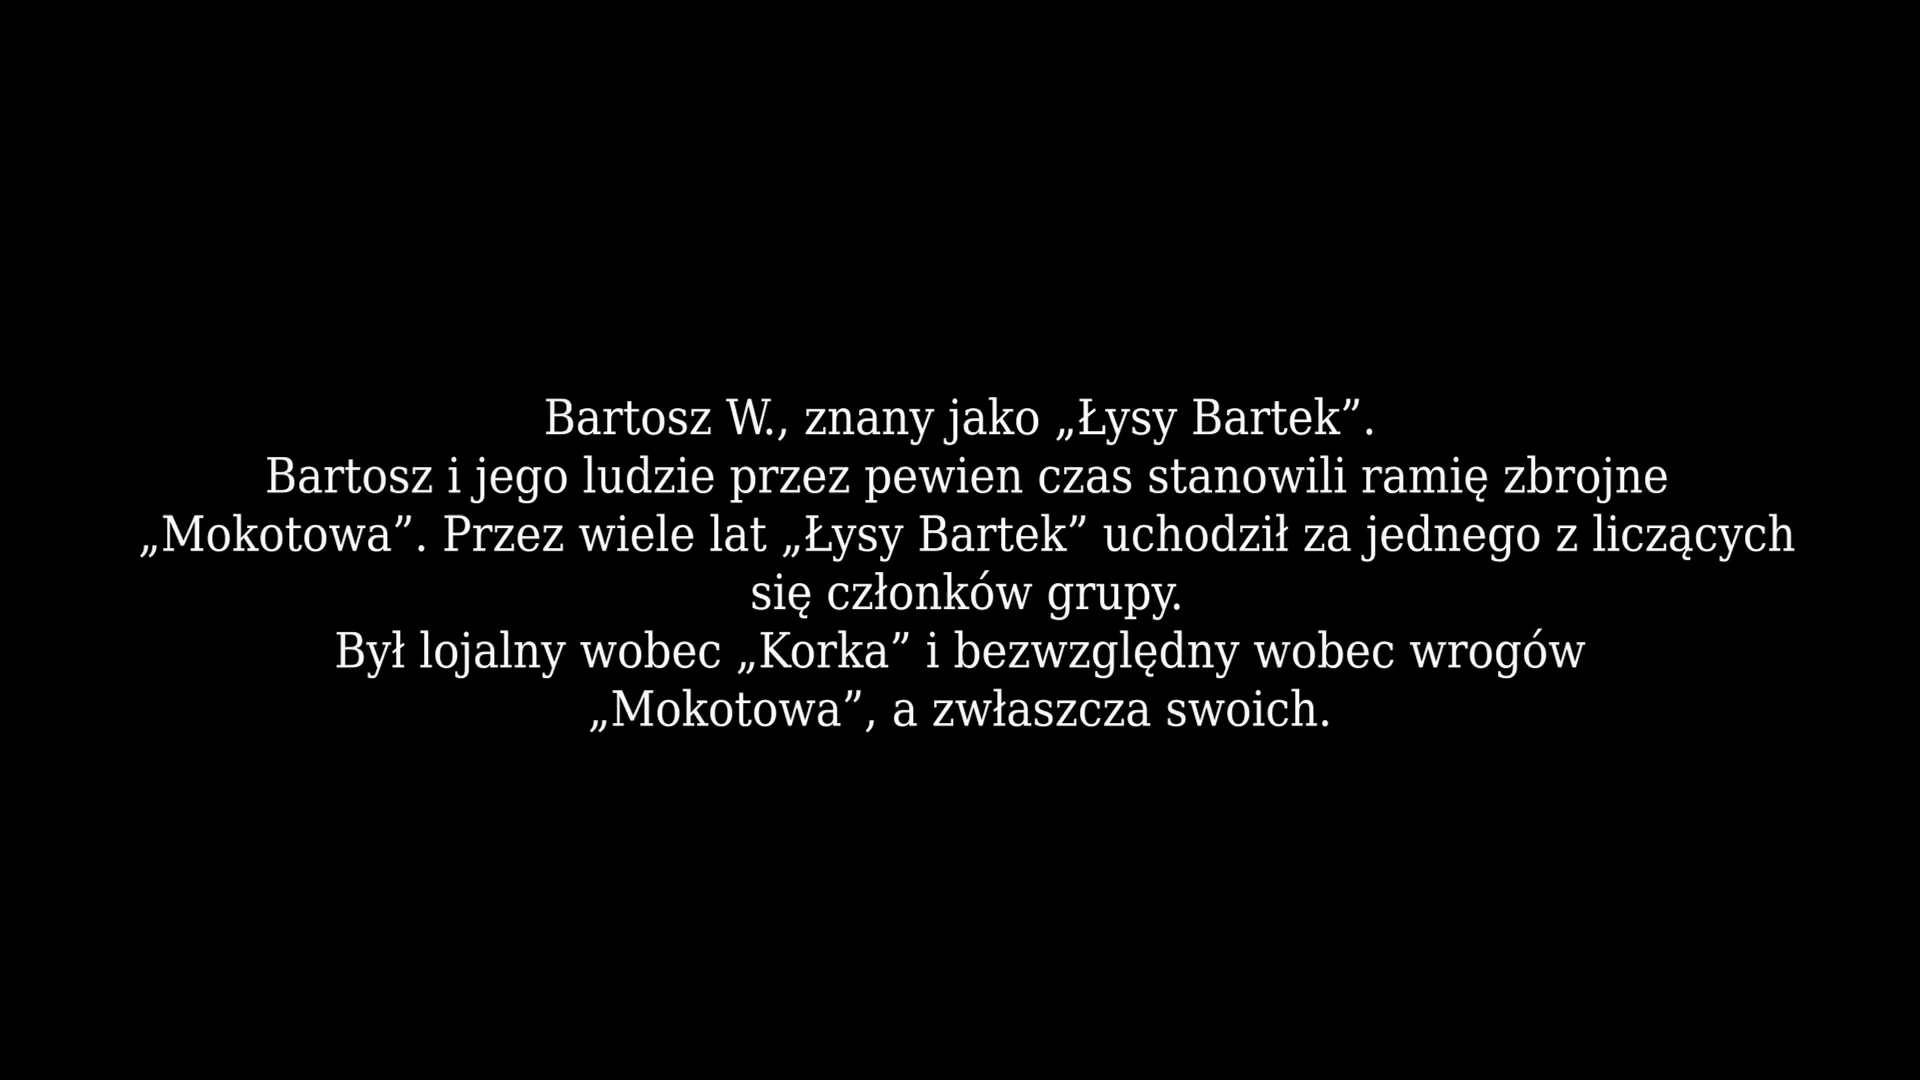 Bartosz W., znany jako „Łysy Bartek”.
Bartosz i jego ludzie przez pewien czas stanowili ramię zbrojne
„Mokotowa”. Przez wiele lat „Łysy Bartek” uchodził za jednego z liczących
się członków grupy.
Był lojalny wobec „Korka” i bezwzględny wobec wrogów
„Mokotowa”, a zwłaszcza swoich.